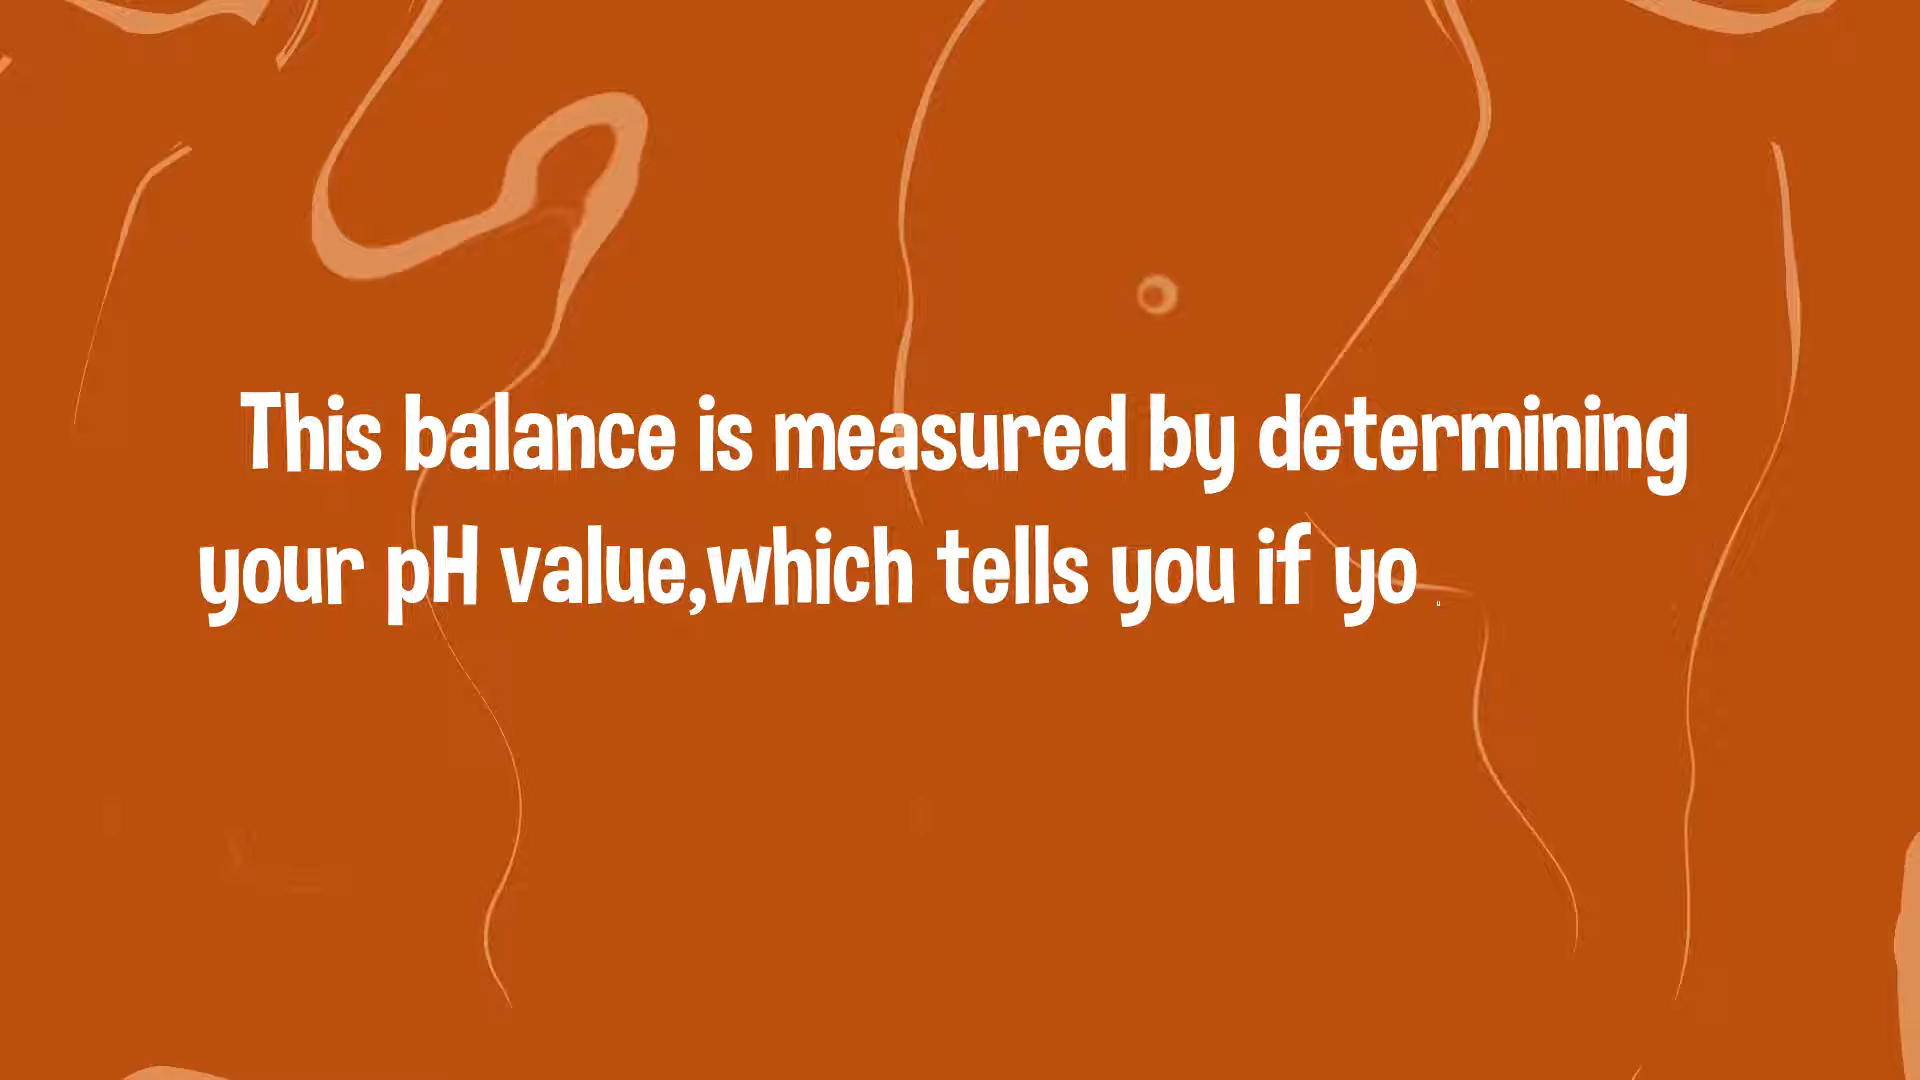 This balance is measured by determining
your pH value,which tells you if yo